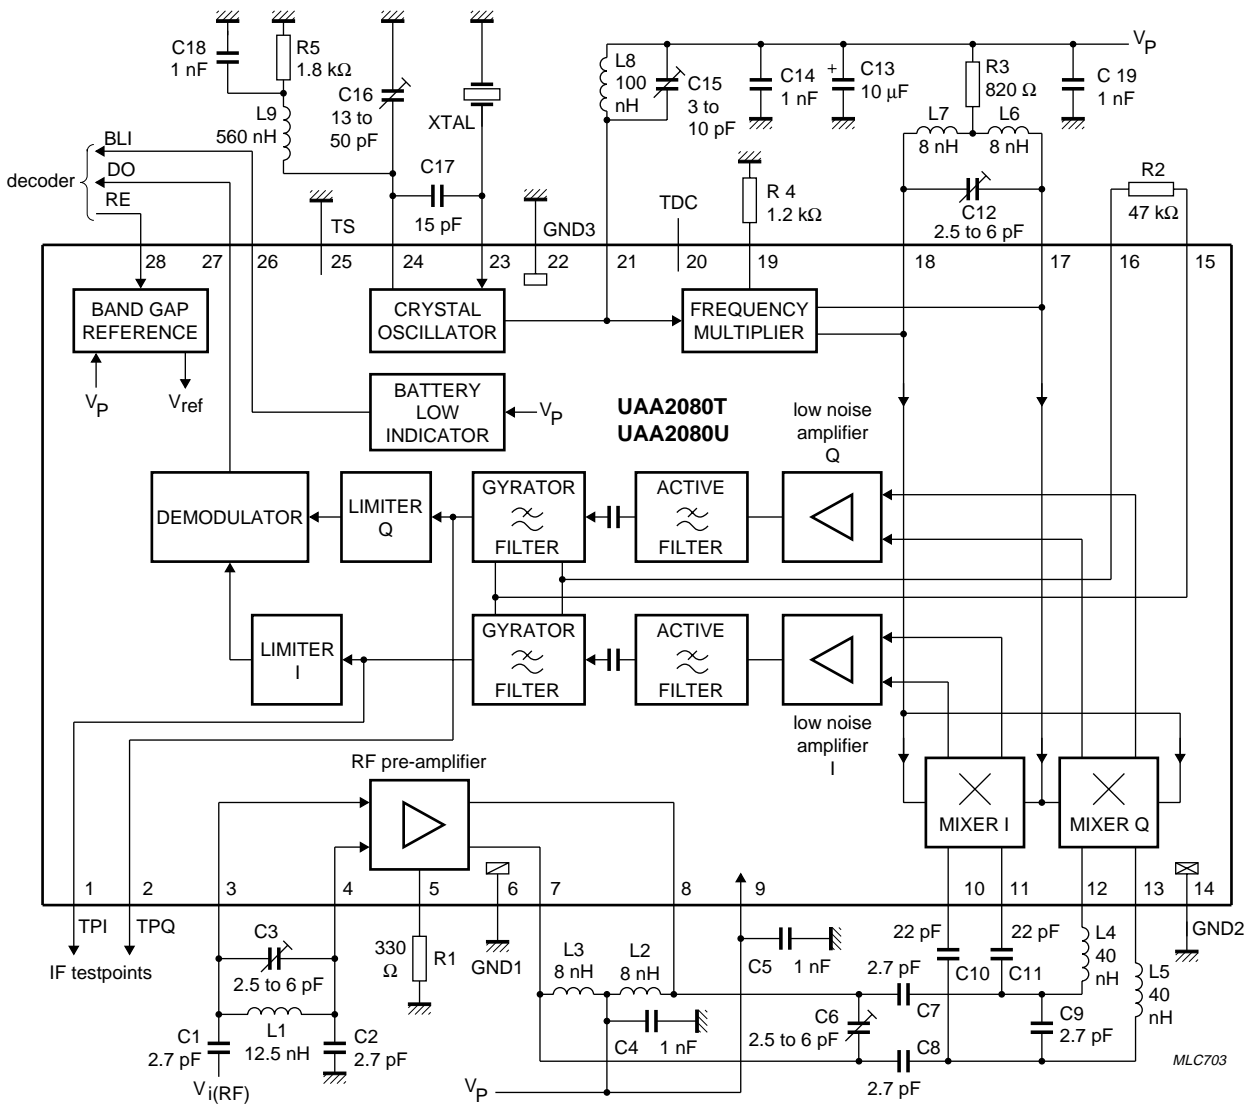 C18
1 nF
R5
1.8 kΩ
L9
560 nH
C16
13 to
50 pF
XTAL
C17
15 pF
L8
100
nH
C15
3 to
10 pF
C14
1 nF
+
C13
10 µF
R3
820 Ω
L7
8 nH
L6
8 nH
C 19
1 nF
VP
decoder
BLI
DO
RE
TS
GND3
TDC
R 4
1.2 kΩ
C12
2.5 to 6 pF
R2
47 kΩ
28
27
26
25
24
23
22
21
20
19
18
17
16
15
BAND GAP
REFERENCE
VP
Vref
CRYSTAL
OSCILLATOR
FREQUENCY
MULTIPLIER
BATTERY
LOW
INDICATOR
VP
UAA2080T
UAA2080U
low noise
amplifier
Q
DEMODULATOR
LIMITER
Q
GYRATOR
FILTER
ACTIVE
FILTER
LIMITER
I
GYRATOR
FILTER
ACTIVE
FILTER
low noise
amplifier
I
RF pre-amplifier
MIXER I
MIXER Q
1
2
3
4
5
6
7
8
9
10
11
12
13
14
TPI
TPQ
IF testpoints
C3
2.5 to 6 pF
L1
12.5 nH
C1
2.7 pF
C2
2.7 pF
Vi(RF)
330
Ω
R1
GND1
L3
8 nH
L2
8 nH
C4
1 nF
C5
1 nF
VP
C6
2.5 to 6 pF
2.7 pF
C7
C8
2.7 pF
22 pF
C10
22 pF
C11
C9
2.7 pF
L4
40
nH
L5
40
nH
GND2
MLC703